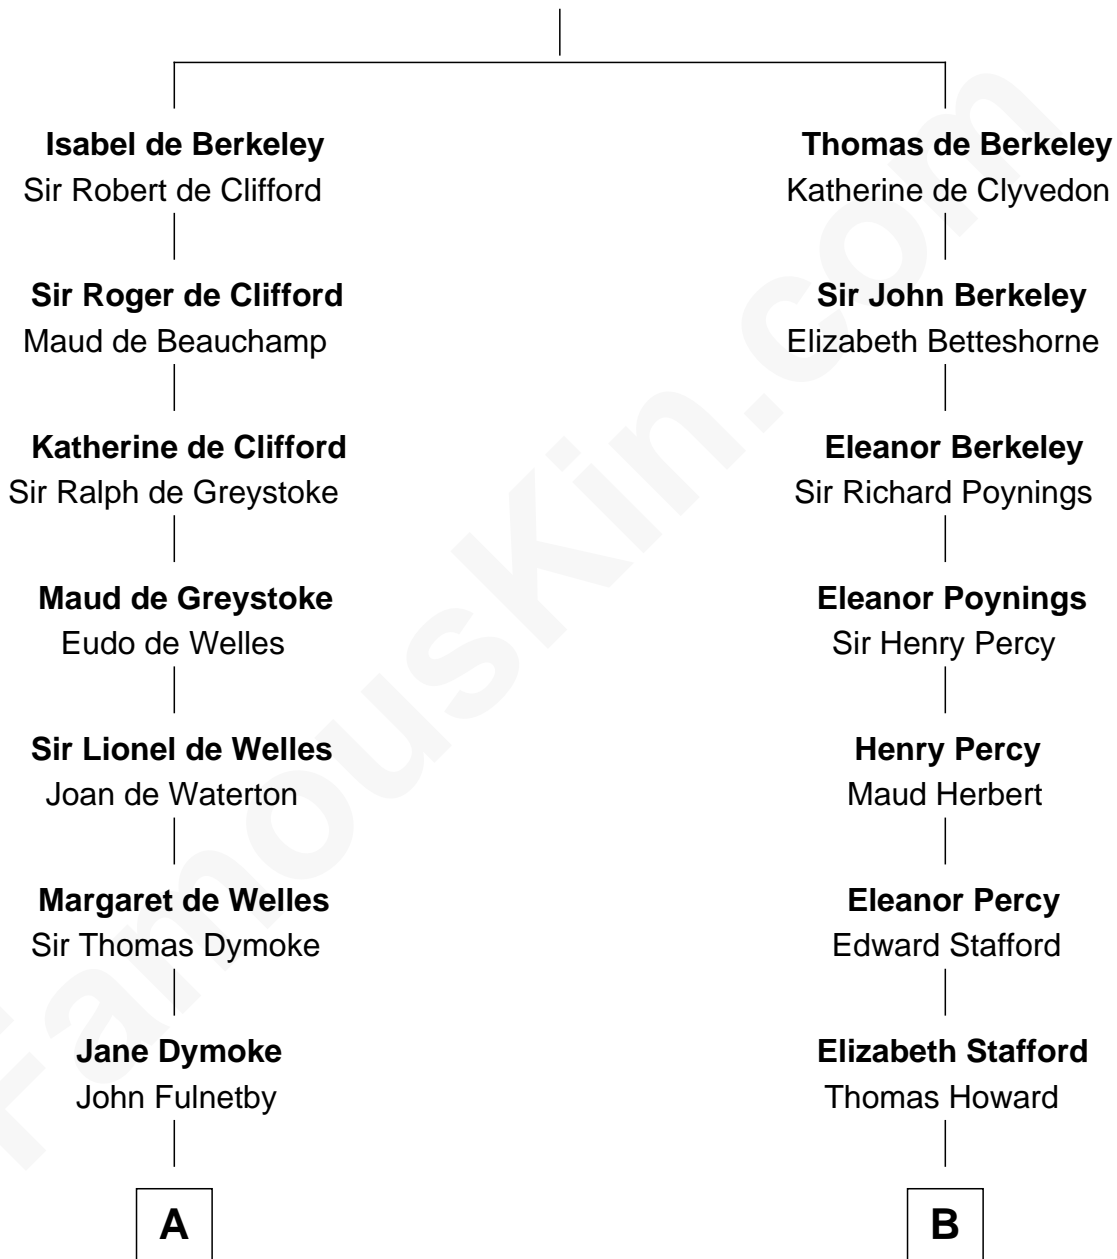 Isabel de Berkeley
Sir Robert de Clifford
Sir Roger de Clifford
Maud de Beauchamp
Katherine de Clifford
Sir Ralph de Greystoke
Maud de Greystoke
Eudo de Welles
Sir Lionel de Welles
Joan de Waterton
Margaret de Welles
Sir Thomas Dymoke
Jane Dymoke
John Fulnetby
A
Thomas de Berkeley
Katherine de Clyvedon
Sir John Berkeley
Elizabeth Betteshorne
Eleanor Berkeley
Sir Richard Poynings
Eleanor Poynings
Sir Henry Percy
Henry Percy
Maud Herbert
Eleanor Percy
Edward Stafford
Elizabeth Stafford
Thomas Howard
B
FamousKin.com